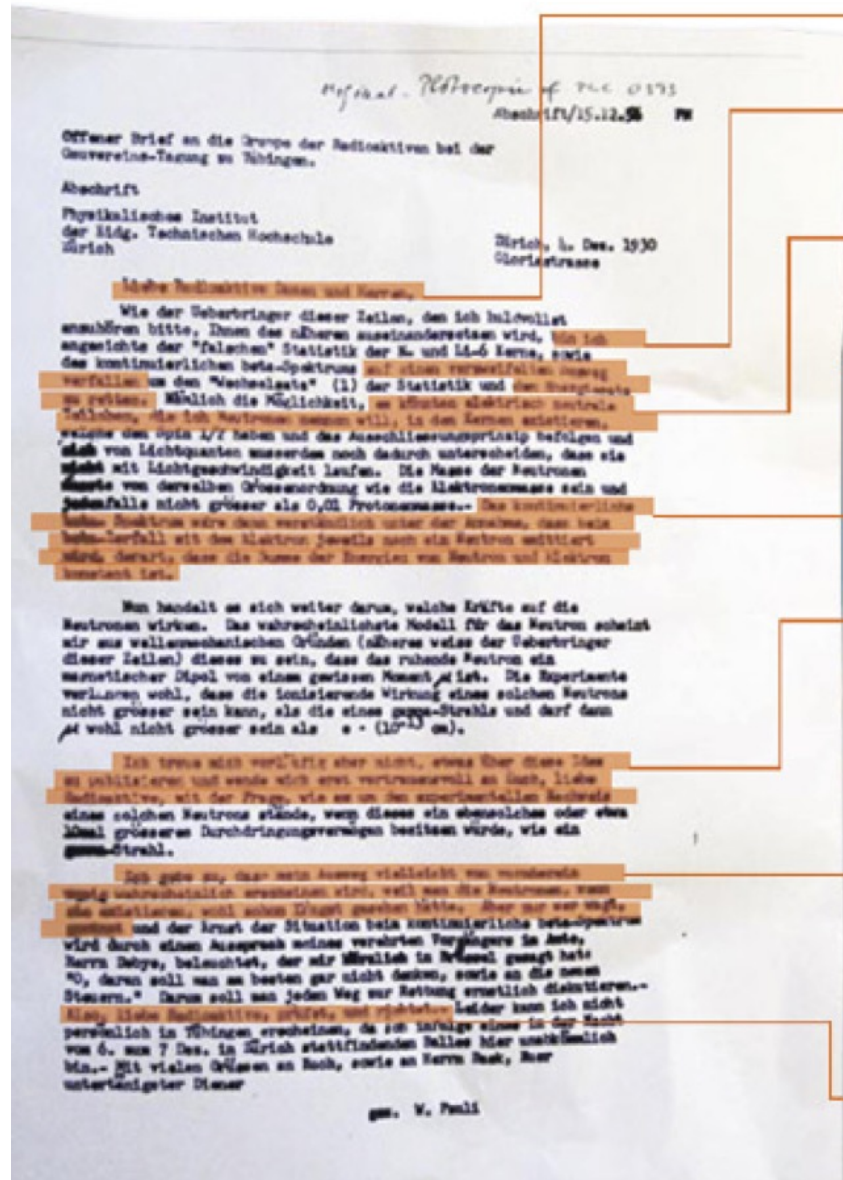 Photocopie of PLC 0393
Abschrift/15.12.56 PM
Offener Brief an die Gruppe der Radioaktiven bei der
Gauvereins-Tagung zu Tübingen.
Abschrift
Physikalisches Institut
der Eidg. Technischen Hochschule
Zürich
Zürich, 4. Des. 1930
Gloriastrasse
Liebe Radioaktive Damen und Herren,
Wie der Ueberbringer dieser Zeilen, den ich huldvollst
anzuhören bitte, Ihnen des näheren auseinandersetzen wird, bin ich
angesichts der "falschen" Statistik der N- und Li-6 Kerne, sowie
des kontinuierlichen beta-Spektrums auf einen verzweifelten Ausweg
verfallen um den "Wechselsatz" (1) der Statistik und den Energiesatz
zu retten. Nämlich die Möglichkeit, es könnten elektrisch neutrale
Teilchen, die ich Neutronen nennen will, in den Kernen existieren,
welche den Spin 1/2 haben und das Ausschliessungsprinzip befolgen und
sich von Lichtquanten ausserdem noch dadurch unterscheiden, dass sie
nicht mit Lichtgeschwindigkeit laufen. Die Masse der Neutronen
von derselben Grössenordnung wie die Elektronenmasse sein und
jedenfalls nicht grösser als 0,01 Protonenmasse.- Das kontinuierliche
beta- Spektrum wäre dann verständlich unter der Annahme, dass beim
beta-Zerfall mit dem Elektron jeweils noch ein Neutron emittiert
wird, derart, dass die Summe der Energien von Neutron und Elektron
konstant ist.
Nun handelt es sich weiter darum, welche Kräfte auf die
Neutronen wirken. Das wahrscheinlichste Modell für das Neutron scheint
mir aus wellenmechanischen Gründen (näheres weiss der Ueberbringer
dieser Zeilen) dieses zu sein, dass das ruhende Neutron ein
magnetischer Dipol von einem gewissen Moment μ ist. Die Experimente
verlangen wohl, dass die ionisierende Wirkung eines solchen Neutrons
nicht grösser sein kann, als die eines gamma-Strahls und darf dann
μ wohl nicht grösser sein als e · (10⁻¹³ cm).
Ich traue mich vorläufig aber nicht, etwas über diese Idee
zu publizieren und wende mich erst vertrauensvoll an Euch, liebe
Radioaktive, mit der Frage, wie es um den experimentellen Nachweis
eines solchen Neutrons stände, wenn dieses ein ebensolches oder etwa
10mal grösseres Durchdringungsvermögen besitzen würde, wie ein
gamma-Strahl.
Ich gebe zu, dass mein Ausweg vielleicht von vornherein
wenig wahrscheinlich erscheinen wird, weil man die Neutronen, wenn
sie existieren, wohl schon längst gesehen hätte. Aber nur wer wagt,
gewinnt und der Ernst der Situation beim kontinuierliche beta-Spektrum
wird durch einen Ausspruch meines verehrten Vorgängers im Amte,
Herrn Debye, beleuchtet, der mir kürzlich in Brüssel gesagt hat:
"O, daran soll man am besten gar nicht denken, sowie an die neuen
Steuern." Darum soll man jeden Weg zur Rettung ernstlich diskutieren.-
Also, liebe Radioaktive, prüfet, und richtet.- Leider kann ich nicht
persönlich in Tübingen erscheinen, da ich infolge eines in der Nacht
vom 6. zum 7 Des. in Zürich stattfindenden Balles hier unabkömmlich
bin.- Mit vielen Grüssen an Euch, sowie an Herrn Back, Euer
untertänigster Diener
ges. W. Pauli